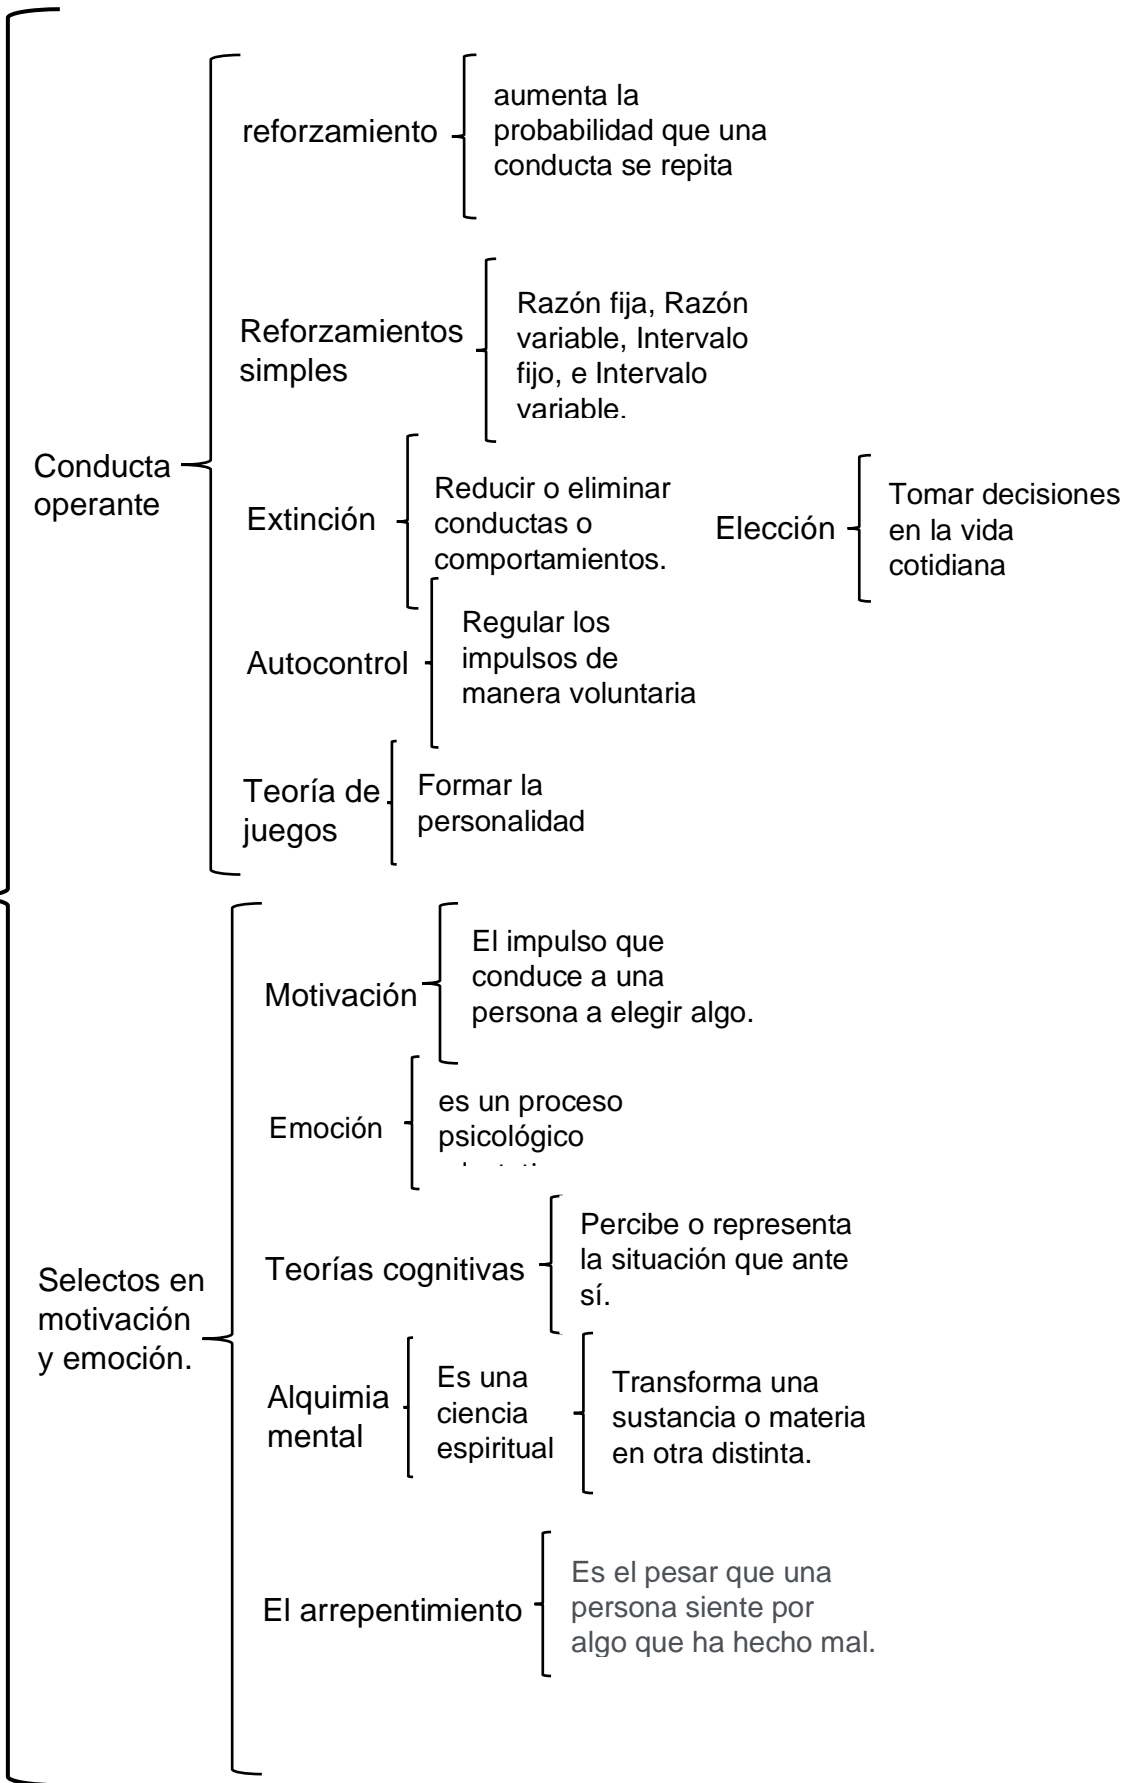 reforzamiento
aumenta la
probabilidad que una
conducta se repita
Reforzamientos
simples
Razón fija, Razón
variable, Intervalo
fijo, e Intervalo
variable.
Conducta
operante
Extinción
Reducir o eliminar
conductas o
comportamientos.
Elección
Tomar decisiones
en la vida
cotidiana
Autocontrol
Regular los
impulsos de
manera voluntaria
Teoría de
juegos
Formar la
personalidad
Motivación
El impulso que
conduce a una
persona a elegir algo.
Emoción
es un proceso
psicológico
Selectos en
motivación
y emoción.
Teorías cognitivas
Percibe o representa
la situación que ante
sí.
Alquimia
mental
Es una
ciencia
espiritual
Transforma una
sustancia o materia
en otra distinta.
El arrepentimiento
Es el pesar que una
persona siente por
algo que ha hecho mal.